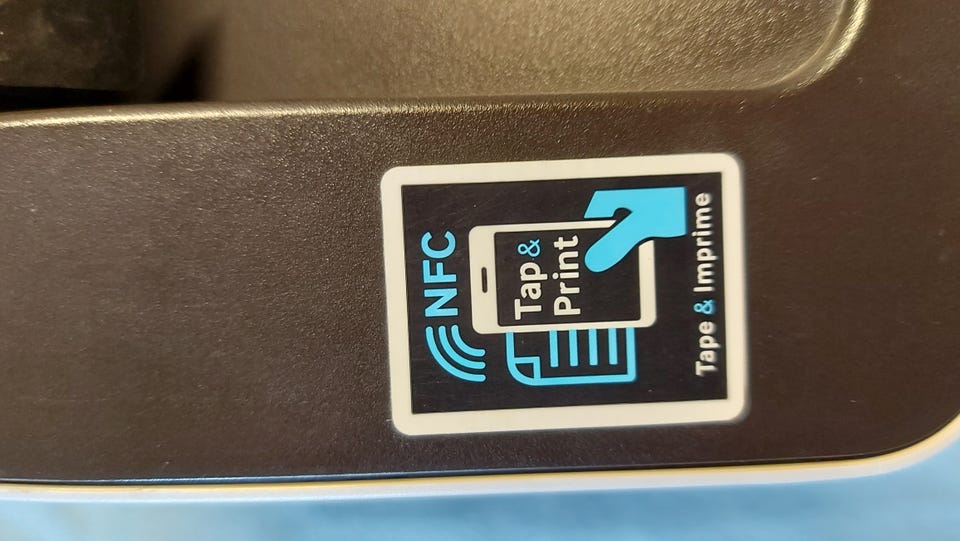 NFC
Tap &
Print
Tape & Imprime